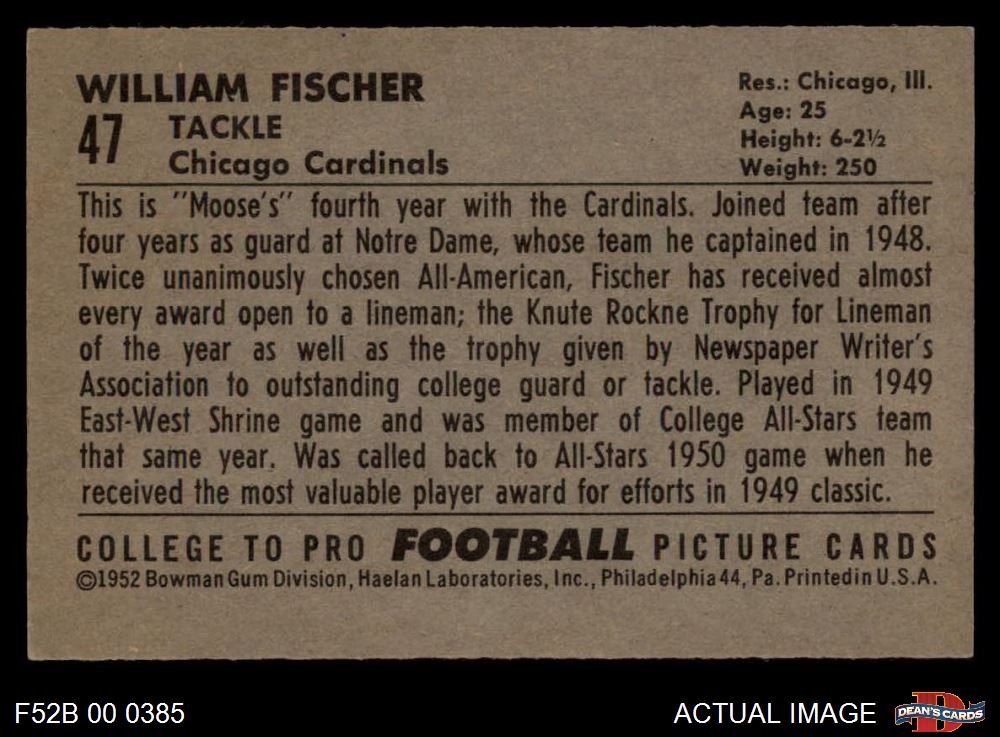 WILLIAM FISCHER
47 TACKLE
Chicago Cardinals
Res.: Chicago, Ill.
Age: 25
Height: 6-2½
Weight: 250
This is "Moose's" fourth year with the Cardinals. Joined team after
four years as guard at Notre Dame, whose team he captained in 1948.
Twice unanimously chosen All-American, Fischer has received almost
every award open to a lineman; the Knute Rockne Trophy for Lineman
of the year as well as the trophy given by Newspaper Writer's
Association to outstanding college guard or tackle. Played in 1949
East-West Shrine game and was member of College All-Stars team
that same year. Was called back to All-Stars 1950 game when he
received the most valuable player award for efforts in 1949 classic.
COLLEGE TO PRO FOOTBALL PICTURE CARDS
©1952 Bowman Gum Division, Haelan Laboratories, Inc., Philadelphia 44, Pa. Printed in U.S.A.
F52B 00 0385
ACTUAL IMAGE
DEAN'S CARDS